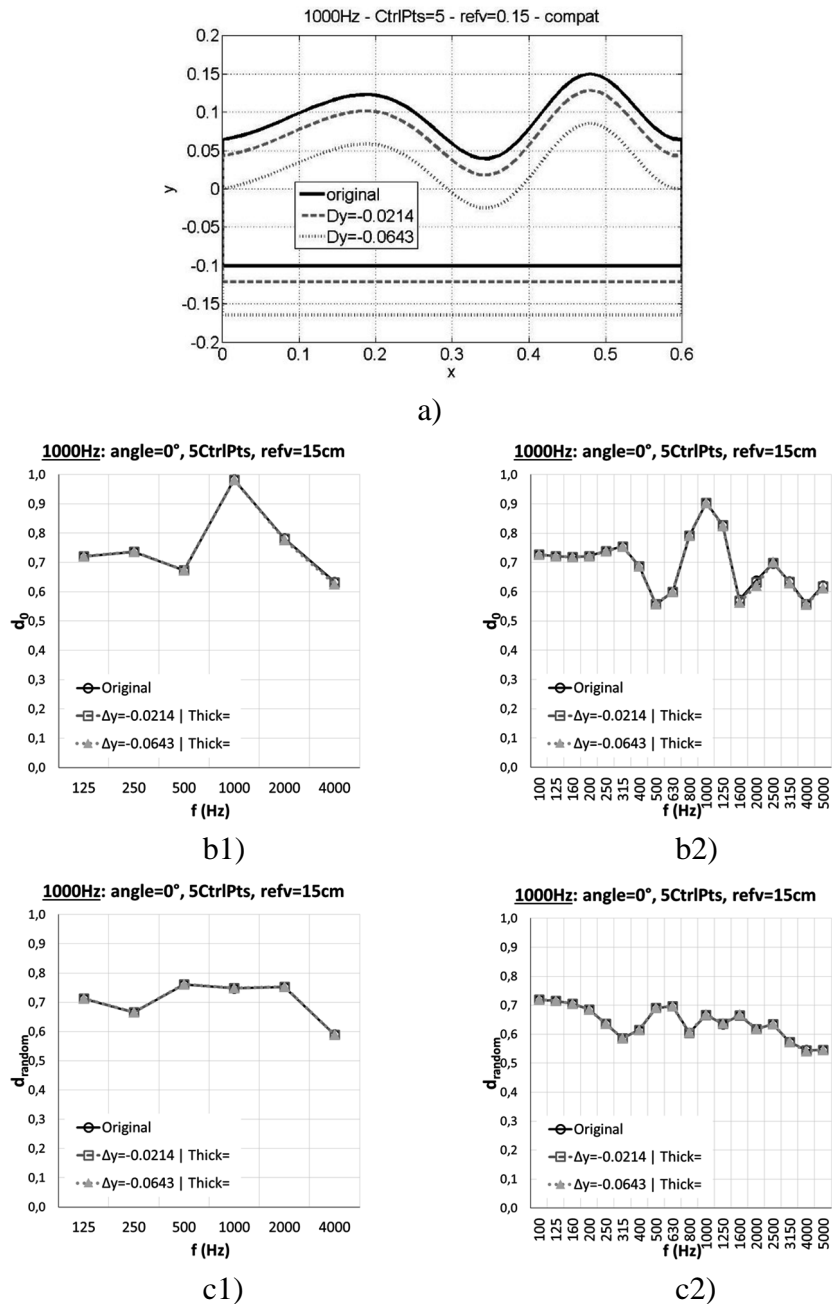 1000Hz - CtrlPts=5 - refv=0.15 - compat
0.2
0.15
0.1
0.05
0
-0.05
-0.1
-0.15
-0.2
y
original
Dy=-0.0214
Dy=-0.0643
0 0.1 0.2 0.3 0.4 0.5 0.6
x
a)
1000Hz: angle=0°, 5CtrlPts, refv=15cm
1,0
0,9
0,8
0,7
0,6
0,5
0,4
0,3
0,2
0,1
0,0
d0
Original
Δy=-0.0214 | Thick=
Δy=-0.0643 | Thick=
125 250 500 1000 2000 4000
f (Hz)
b1)
1000Hz: angle=0°, 5CtrlPts, refv=15cm
1,0
0,9
0,8
0,7
0,6
0,5
0,4
0,3
0,2
0,1
0,0
d0
Original
Δy=-0.0214 | Thick=
Δy=-0.0643 | Thick=
100 125 160 200 250 315 400 500 630 800 1000 1250 1600 2000 2500 3150 4000 5000
f (Hz)
b2)
1000Hz: angle=0°, 5CtrlPts, refv=15cm
1,0
0,9
0,8
0,7
0,6
0,5
0,4
0,3
0,2
0,1
0,0
drandom
Original
Δy=-0.0214 | Thick=
Δy=-0.0643 | Thick=
125 250 500 1000 2000 4000
f (Hz)
c1)
1000Hz: angle=0°, 5CtrlPts, refv=15cm
1,0
0,9
0,8
0,7
0,6
0,5
0,4
0,3
0,2
0,1
0,0
drandom
Original
Δy=-0.0214 | Thick=
Δy=-0.0643 | Thick=
100 125 160 200 250 315 400 500 630 800 1000 1250 1600 2000 2500 3150 4000 5000
f (Hz)
c2)